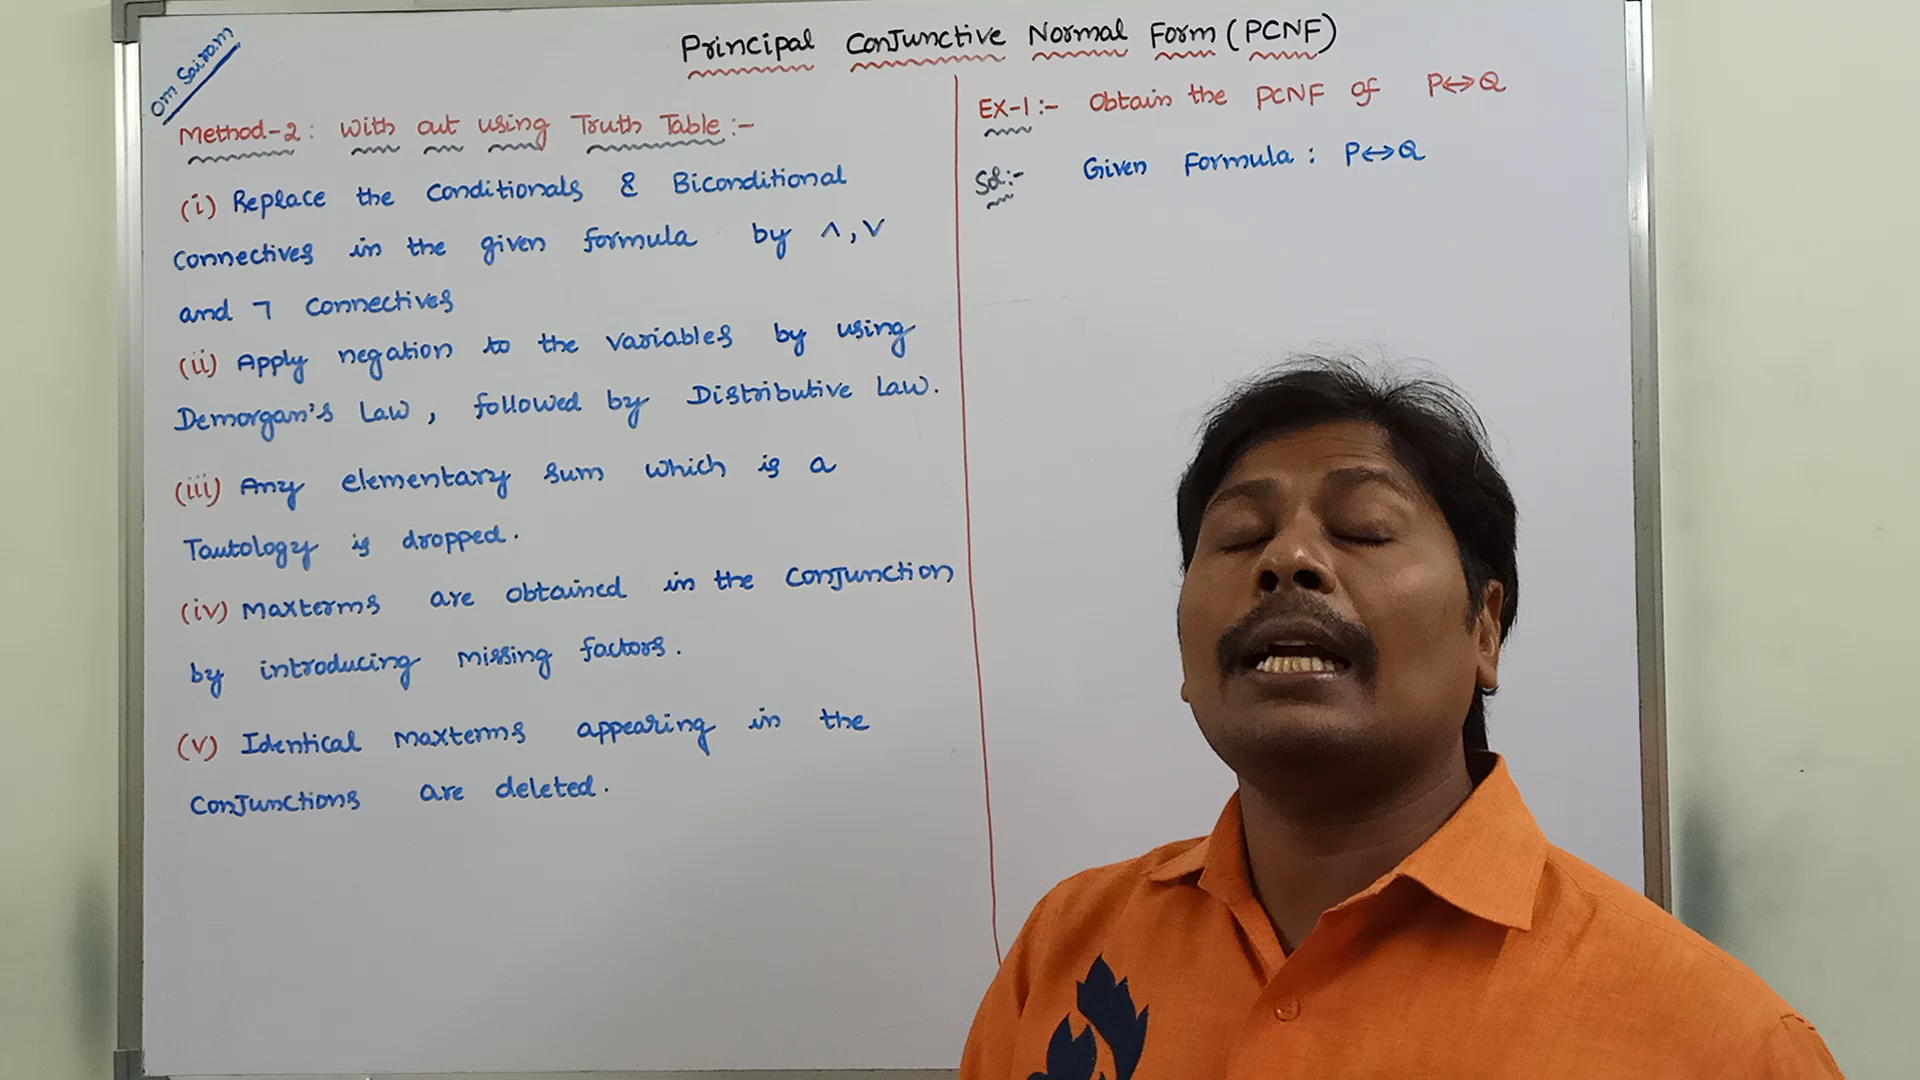 Om Sairam
Principal Conjunctive Normal Form (PCNF)
Method-2: With out using Truth Table:-
(i) Replace the Conditionals & Biconditional
Connectives in the given formula by ∧, ∨
and ㄱ Connectives
(ii) Apply negation to the variables by using
Demorgan's Law, followed by Distributive Law.
(iii) Any elementary sum which is a
Tautology is dropped.
(iv) Maxterms are obtained in the Conjunction
by introducing missing factors.
(v) Identical Maxterms appearing in the
Conjunctions are deleted.
EX-1:- Obtain the PCNF of P↔Q
Sol:- Given Formula: P↔Q